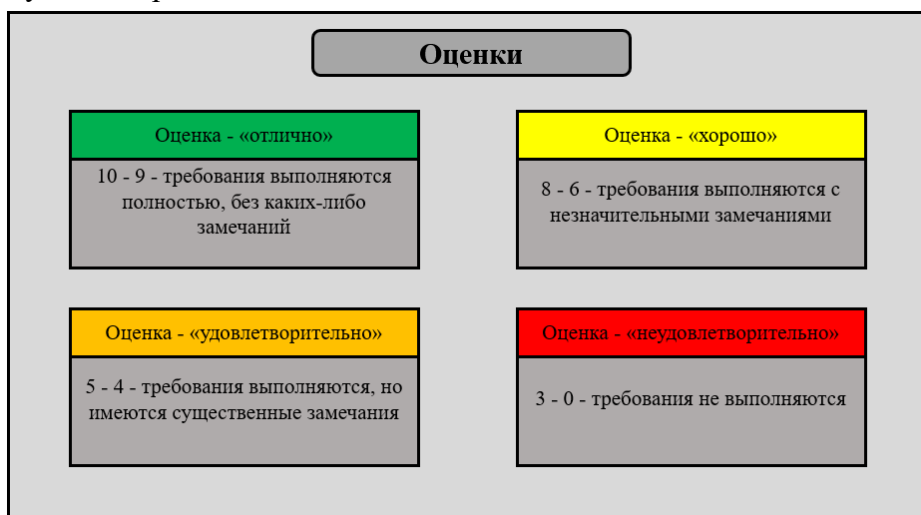 Оценки
Оценка - «отлично»
10 - 9 - требования выполняются
полностью, без каких-либо
замечаний
Оценка - «хорошо»
8 - 6 - требования выполняются с
незначительными замечаниями
Оценка - «удовлетворительно»
5 - 4 - требования выполняются, но
имеются существенные замечания
Оценка - «неудовлетворительно»
3 - 0 - требования не выполняются